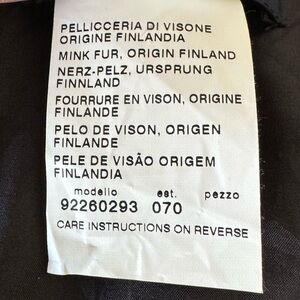 PELLICCERIA DI VISONE
ORIGINE FINLANDIA
MINK FUR, ORIGIN FINLAND
NERZ-PELZ, URSPRUNG
FINNLAND
FOURRURE EN VISON, ORIGINE
FINLANDE
PELO DE VISON, ORIGEN
FINLANDE
PELE DE VISÃO ORIGEM
FINLANDIA
modello est. pezzo
92260293 070
CARE INSTRUCTIONS ON REVERSE